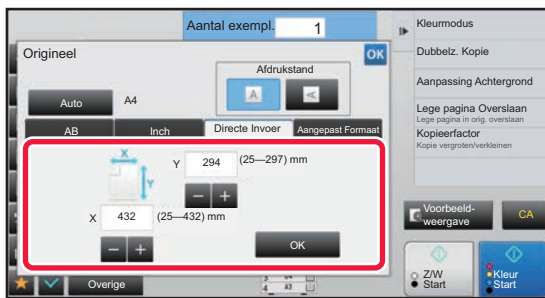 Aantal exempl. 1
Origineel
OK
Afdrukstand
A
A
Auto
A4
AB
Inch
Directe Invoer
Aangepast Formaat
X
Y
Y 294 (25—297) mm
X 432 (25—432) mm
OK
Overige
Kleurmodus
Dubbelz. Kopie
Aanpassing Achtergrond
Lege pagina Overslaan
Lege pagina in orig. overslaan
Kopieerfactor
Kopie vergroten/verkleinen
Voorbeeld-
weergave
CA
Z/W
Start
Kleur
Start